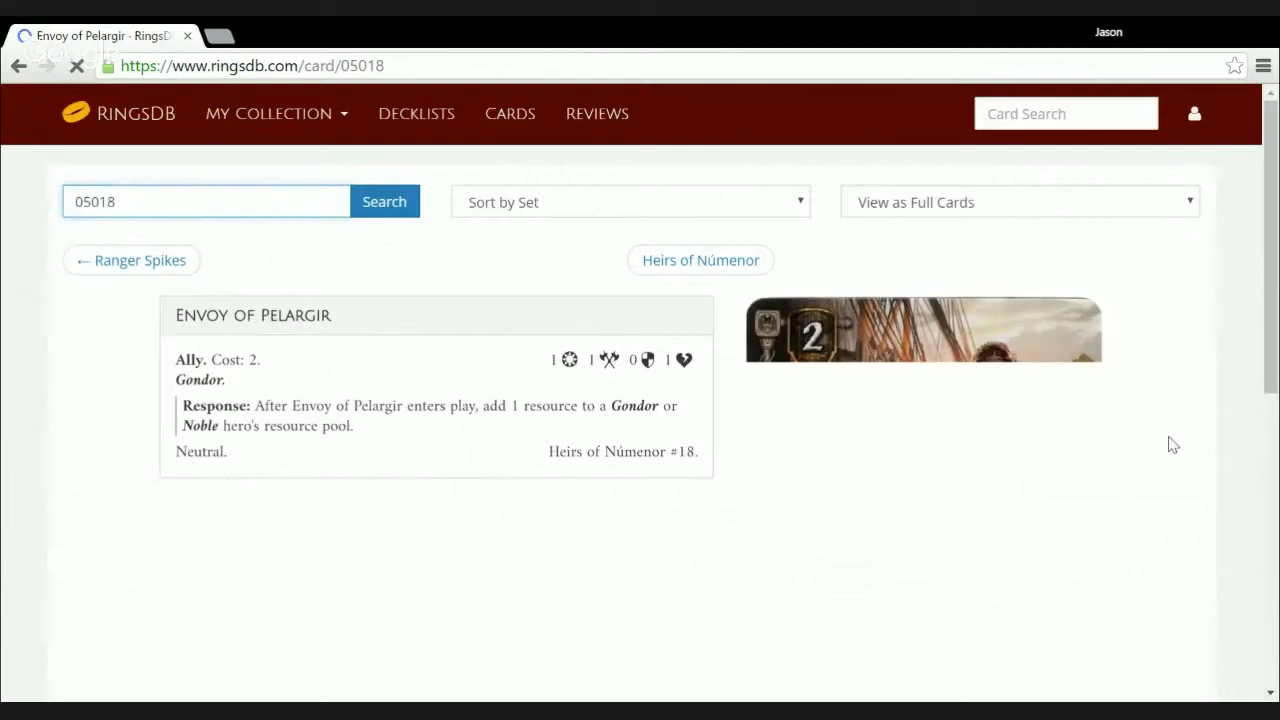 Envoy of Pelargir · RingsD
Jason
https://www.ringsdb.com/card/05018
RINGSDB MY COLLECTION DECKLISTS CARDS REVIEWS Card Search
05018 Search Sort by Set View as Full Cards
← Ranger Spikes Heirs of Númenor
ENVOY OF PELARGIR
2
Ally. Cost: 2. 1 1 0 1
Gondor.
Response: After Envoy of Pelargir enters play, add 1 resource to a Gondor or
Noble hero's resource pool.
Neutral. Heirs of Númenor #18.